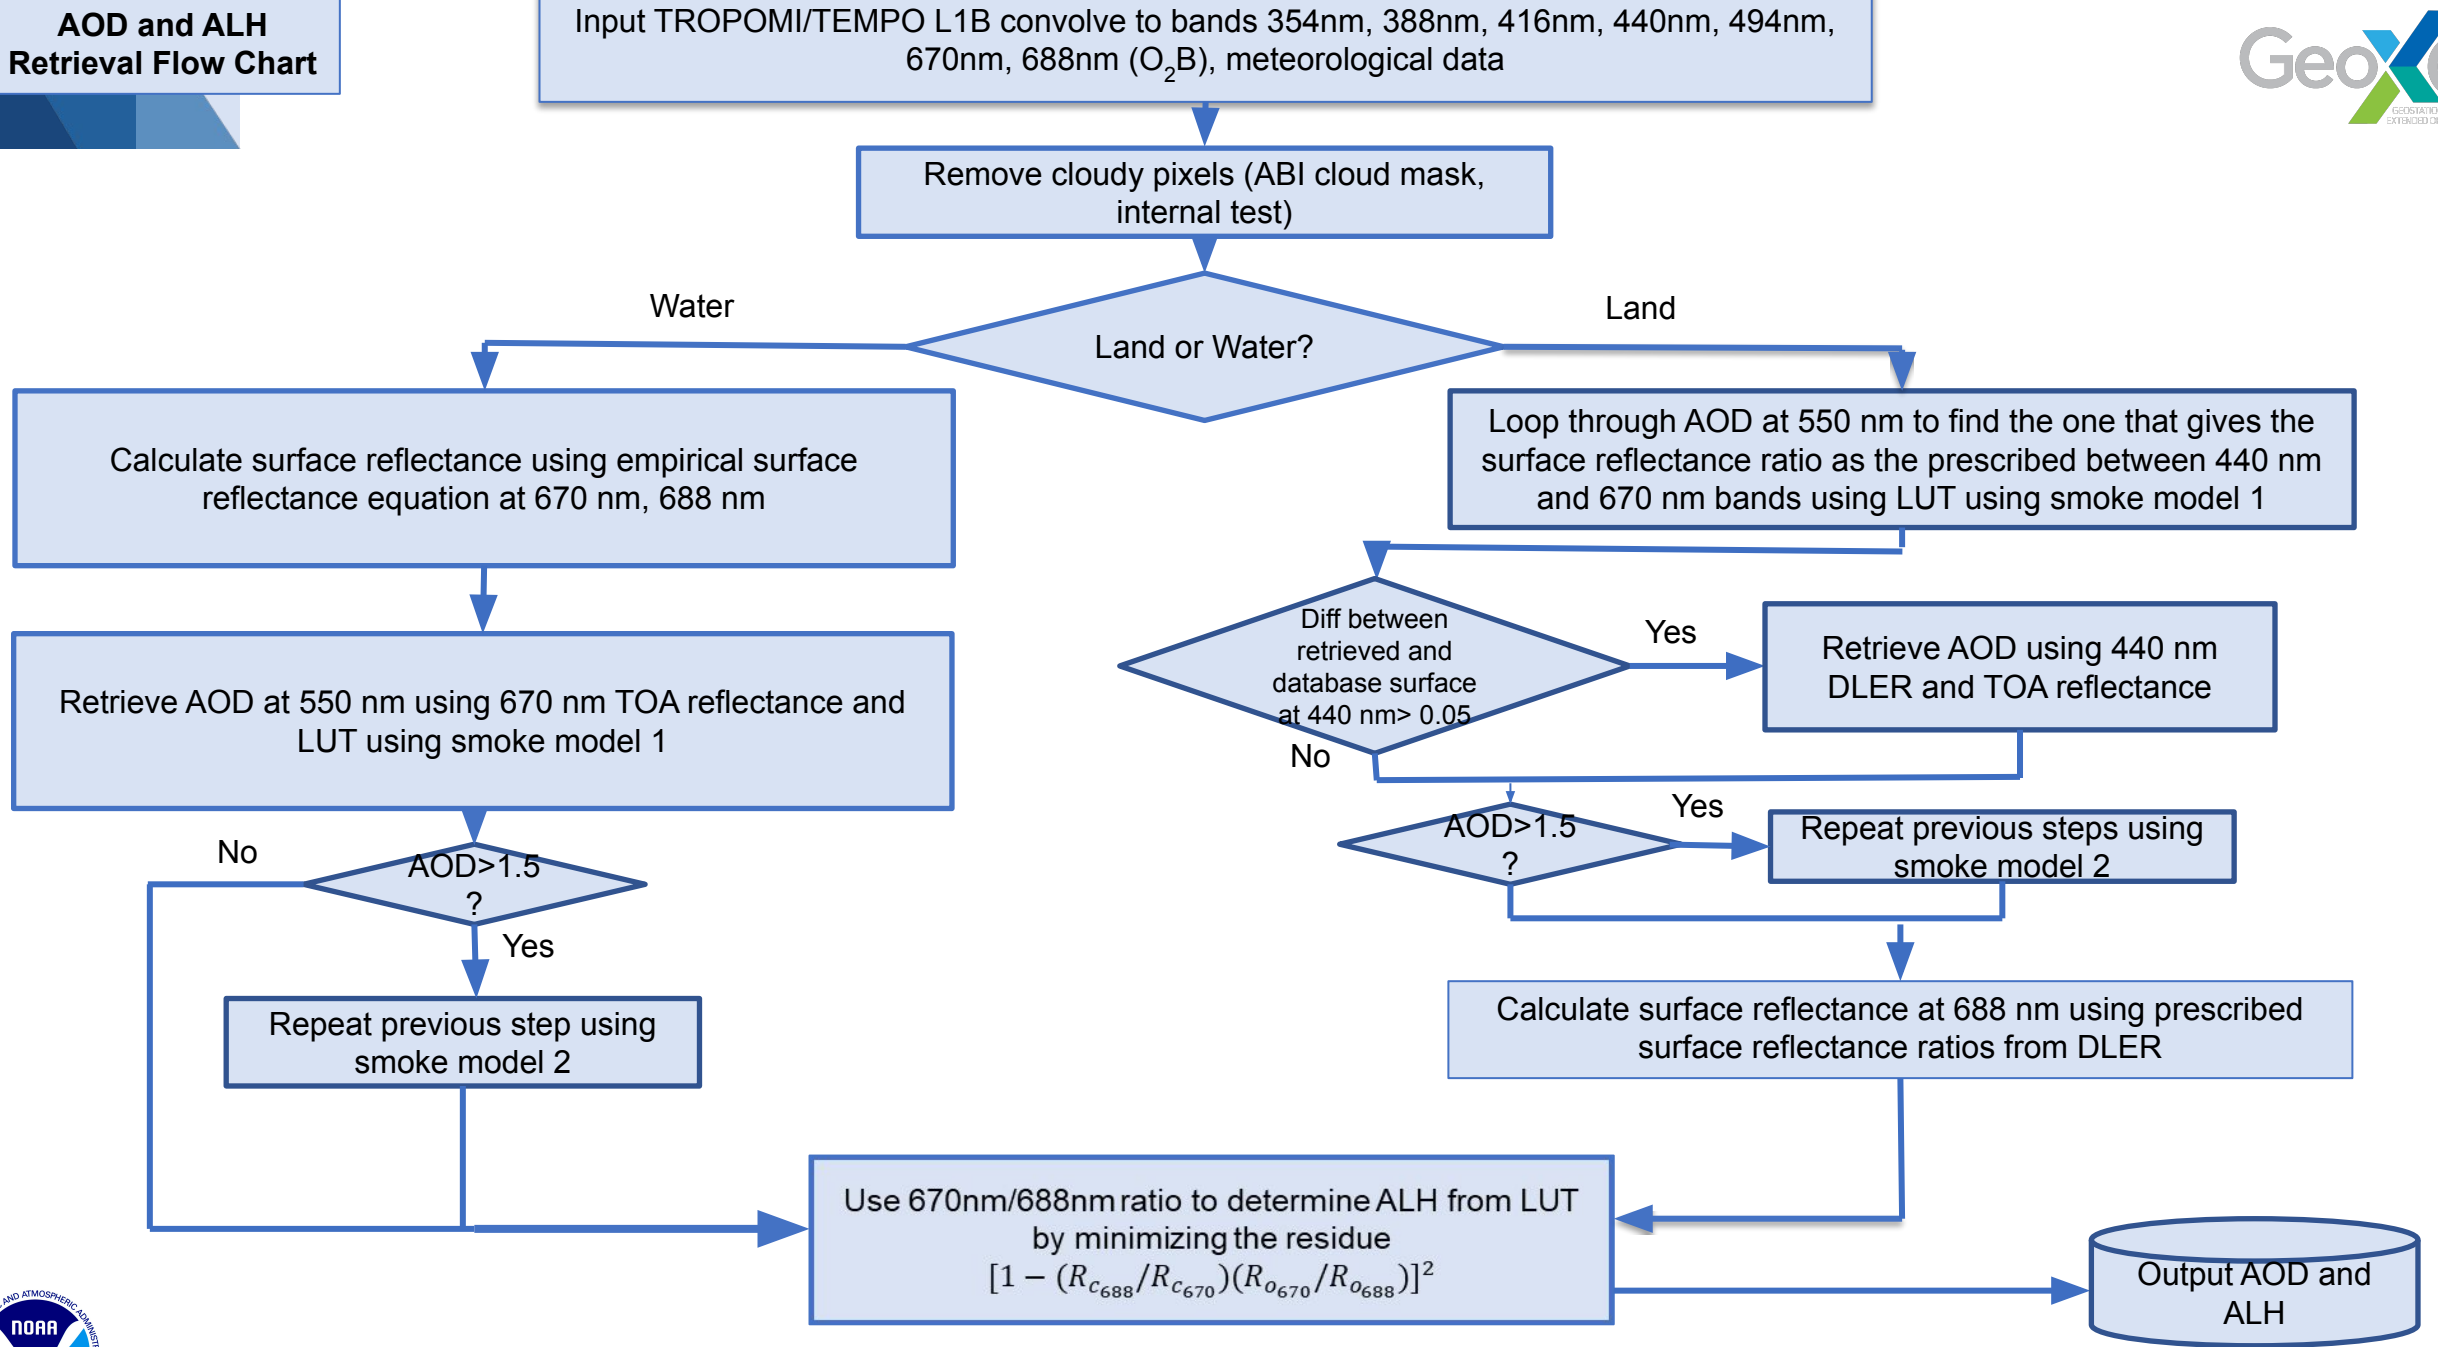 AOD and ALH
Retrieval Flow Chart
Input TROPOMI/TEMPO L1B convolve to bands 354nm, 388nm, 416nm, 440nm, 494nm,
670nm, 688nm (O₂B), meteorological data
Geo
Remove cloudy pixels (ABI cloud mask,
internal test)
Water
Land
Land or Water?
Calculate surface reflectance using empirical surface
reflectance equation at 670 nm, 688 nm
Loop through AOD at 550 nm to find the one that gives the
surface reflectance ratio as the prescribed between 440 nm
and 670 nm bands using LUT using smoke model 1
Diff between
retrieved and
database surface
at 440 nm> 0.05
Yes
No
Retrieve AOD using 440 nm
DLER and TOA reflectance
Retrieve AOD at 550 nm using 670 nm TOA reflectance and
LUT using smoke model 1
AOD>1.5
?
Yes
Repeat previous steps using
smoke model 2
No
AOD>1.5
?
Yes
Repeat previous step using
smoke model 2
Calculate surface reflectance at 688 nm using prescribed
surface reflectance ratios from DLER
Use 670nm/688nm ratio to determine ALH from LUT
by minimizing the residue
[1 − (R_c₆₈₈/R_c₆₇₀)(R_o₆₇₀/R_o₆₈₈)]²
Output AOD and
ALH
AND ATMOSPHERIC
NOAA